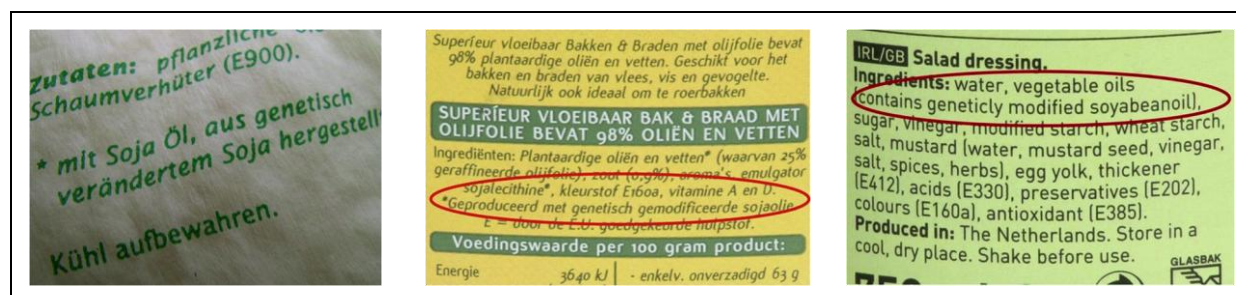 Zutaten: pflanzliche
Schaumverhüter (E900).
* mit Soja Öl, aus genetisch
verändertem Soja hergestell
Kühl aufbewahren.
Superieur vloeibaar Bakken & Braden met olijfolie bevat
98% plantaardige oliën en vetten. Geschikt voor het
bakken en braden van vlees, vis en gevogelte.
Natuurlijk ook ideaal om te roerbakken
SUPERÍEUR VLOEIBAAR BAK & BRAAD MET
OLIJFOLIE BEVAT 98% OLIËN EN VETTEN
Ingrediënten: Plantaardige oliën en vetten* (waarvan 25%
geraffineerde olijfolie), zout (0,9%), aroma's, emulgator
sojalecithine*, kleurstof E160a, vitamine A en D.
*Geproduceerd met genetisch gemodificeerde sojaolie
E = door de E.U. goedgekeurde hulpstof.
Voedingswaarde per 100 gram product:
Energie 3640 kJ - enkelv. onverzadigd 63 g
IRL/GB Salad dressing.
Ingredients: water, vegetable oils
(contains geneticly modified soyabeanoil),
sugar, vinegar, modified starch, wheat starch,
salt, mustard (water, mustard seed, vinegar,
salt, spices, herbs), egg yolk, thickener
(E412), acids (E330), preservatives (E202),
colours (E160a), antioxidant (E385).
Produced in: The Netherlands. Store in a
cool, dry place. Shake before use.
GLASBAK